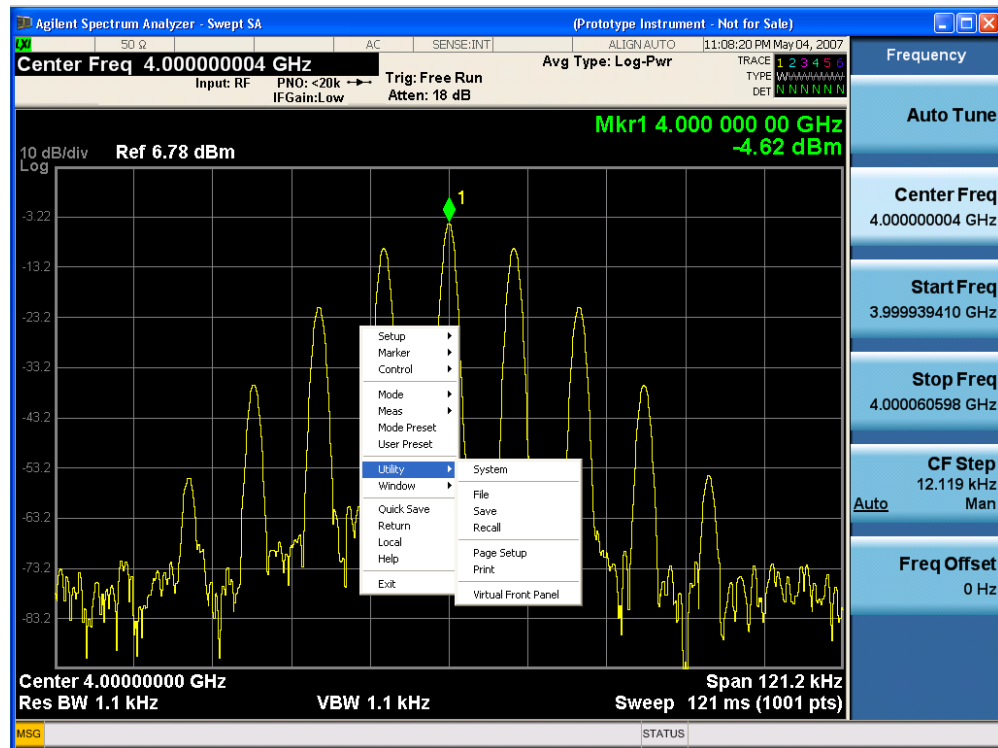 Agilent Spectrum Analyzer - Swept SA (Prototype Instrument - Not for Sale)
LXI 50 Ω AC SENSE:INT ALIGN AUTO 11:08:20 PM May 04, 2007
Center Freq 4.000000004 GHz
Input: RF PNO: <20k
IFGain:Low
Trig: Free Run
Atten: 18 dB
Avg Type: Log-Pwr
TRACE 1 2 3 4 5 6
TYPE
DET N N N N N N
Mkr1 4.000 000 00 GHz
-4.62 dBm
10 dB/div Ref 6.78 dBm
Log
1
-3.22
-13.2
-23.2
-33.2
-43.2
-53.2
-63.2
-73.2
-83.2
Setup
Marker
Control
Mode
Meas
Mode Preset
User Preset
Utility
Window
Quick Save
Return
Local
Help
Exit
System
File
Save
Recall
Page Setup
Print
Virtual Front Panel
Center 4.00000000 GHz Span 121.2 kHz
Res BW 1.1 kHz VBW 1.1 kHz Sweep 121 ms (1001 pts)
MSG STATUS
Frequency
Auto Tune
Center Freq
4.000000004 GHz
Start Freq
3.999939410 GHz
Stop Freq
4.000060598 GHz
CF Step
12.119 kHz
Auto Man
Freq Offset
0 Hz